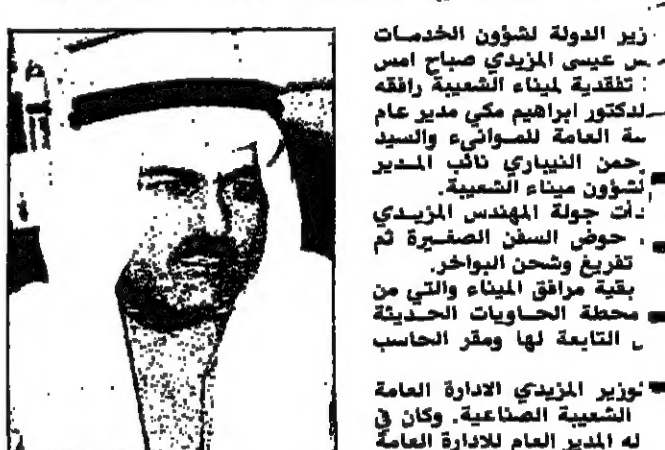 زير الدولة لشؤون الخدمات
س عيسى المزيدي صباح امس
تفقدية لميناء الشعيبة رافقه
لدكتور ابراهيم مكي مدير عام
سة العامة للموانىء والسيد
حمن النيباري نائب المدير
لشؤون ميناء الشعيبة.
دأت جولة المهندس المزيدي
حوض السفن الصغيرة ثم
تفريغ وشحن البواخر.
بقية مرافق الميناء والتي من
محطة الحاويات الحديثة
التابعة لها ومقر الحاسب
لوزير المزيدي الادارة العامة
الشعيبة الصناعية. وكان في
له المدير العام للادارة العامة